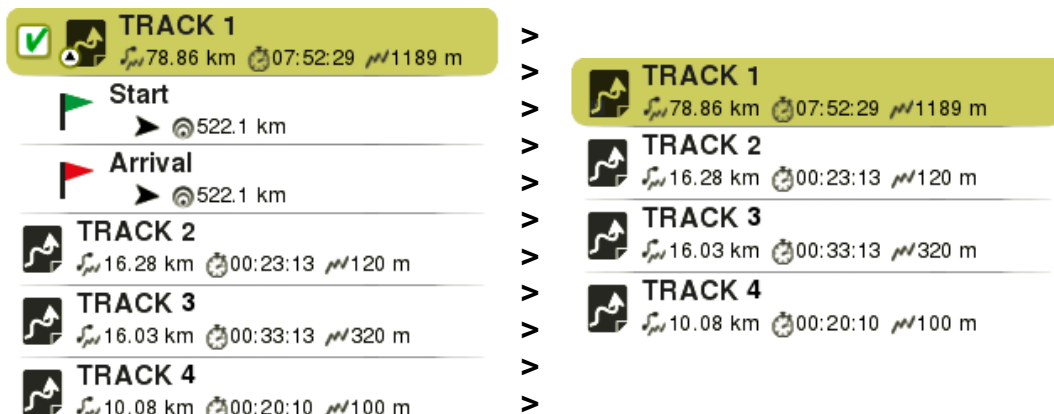 TRACK 1
78.86 km 07:52:29 1189 m
Start
522.1 km
Arrival
522.1 km
TRACK 2
16.28 km 00:23:13 120 m
TRACK 3
16.03 km 00:33:13 320 m
TRACK 4
10.08 km 00:20:10 100 m
>
>
>
>
>
>
>
>
>
>
>
TRACK 1
78.86 km 07:52:29 1189 m
TRACK 2
16.28 km 00:23:13 120 m
TRACK 3
16.03 km 00:33:13 320 m
TRACK 4
10.08 km 00:20:10 100 m